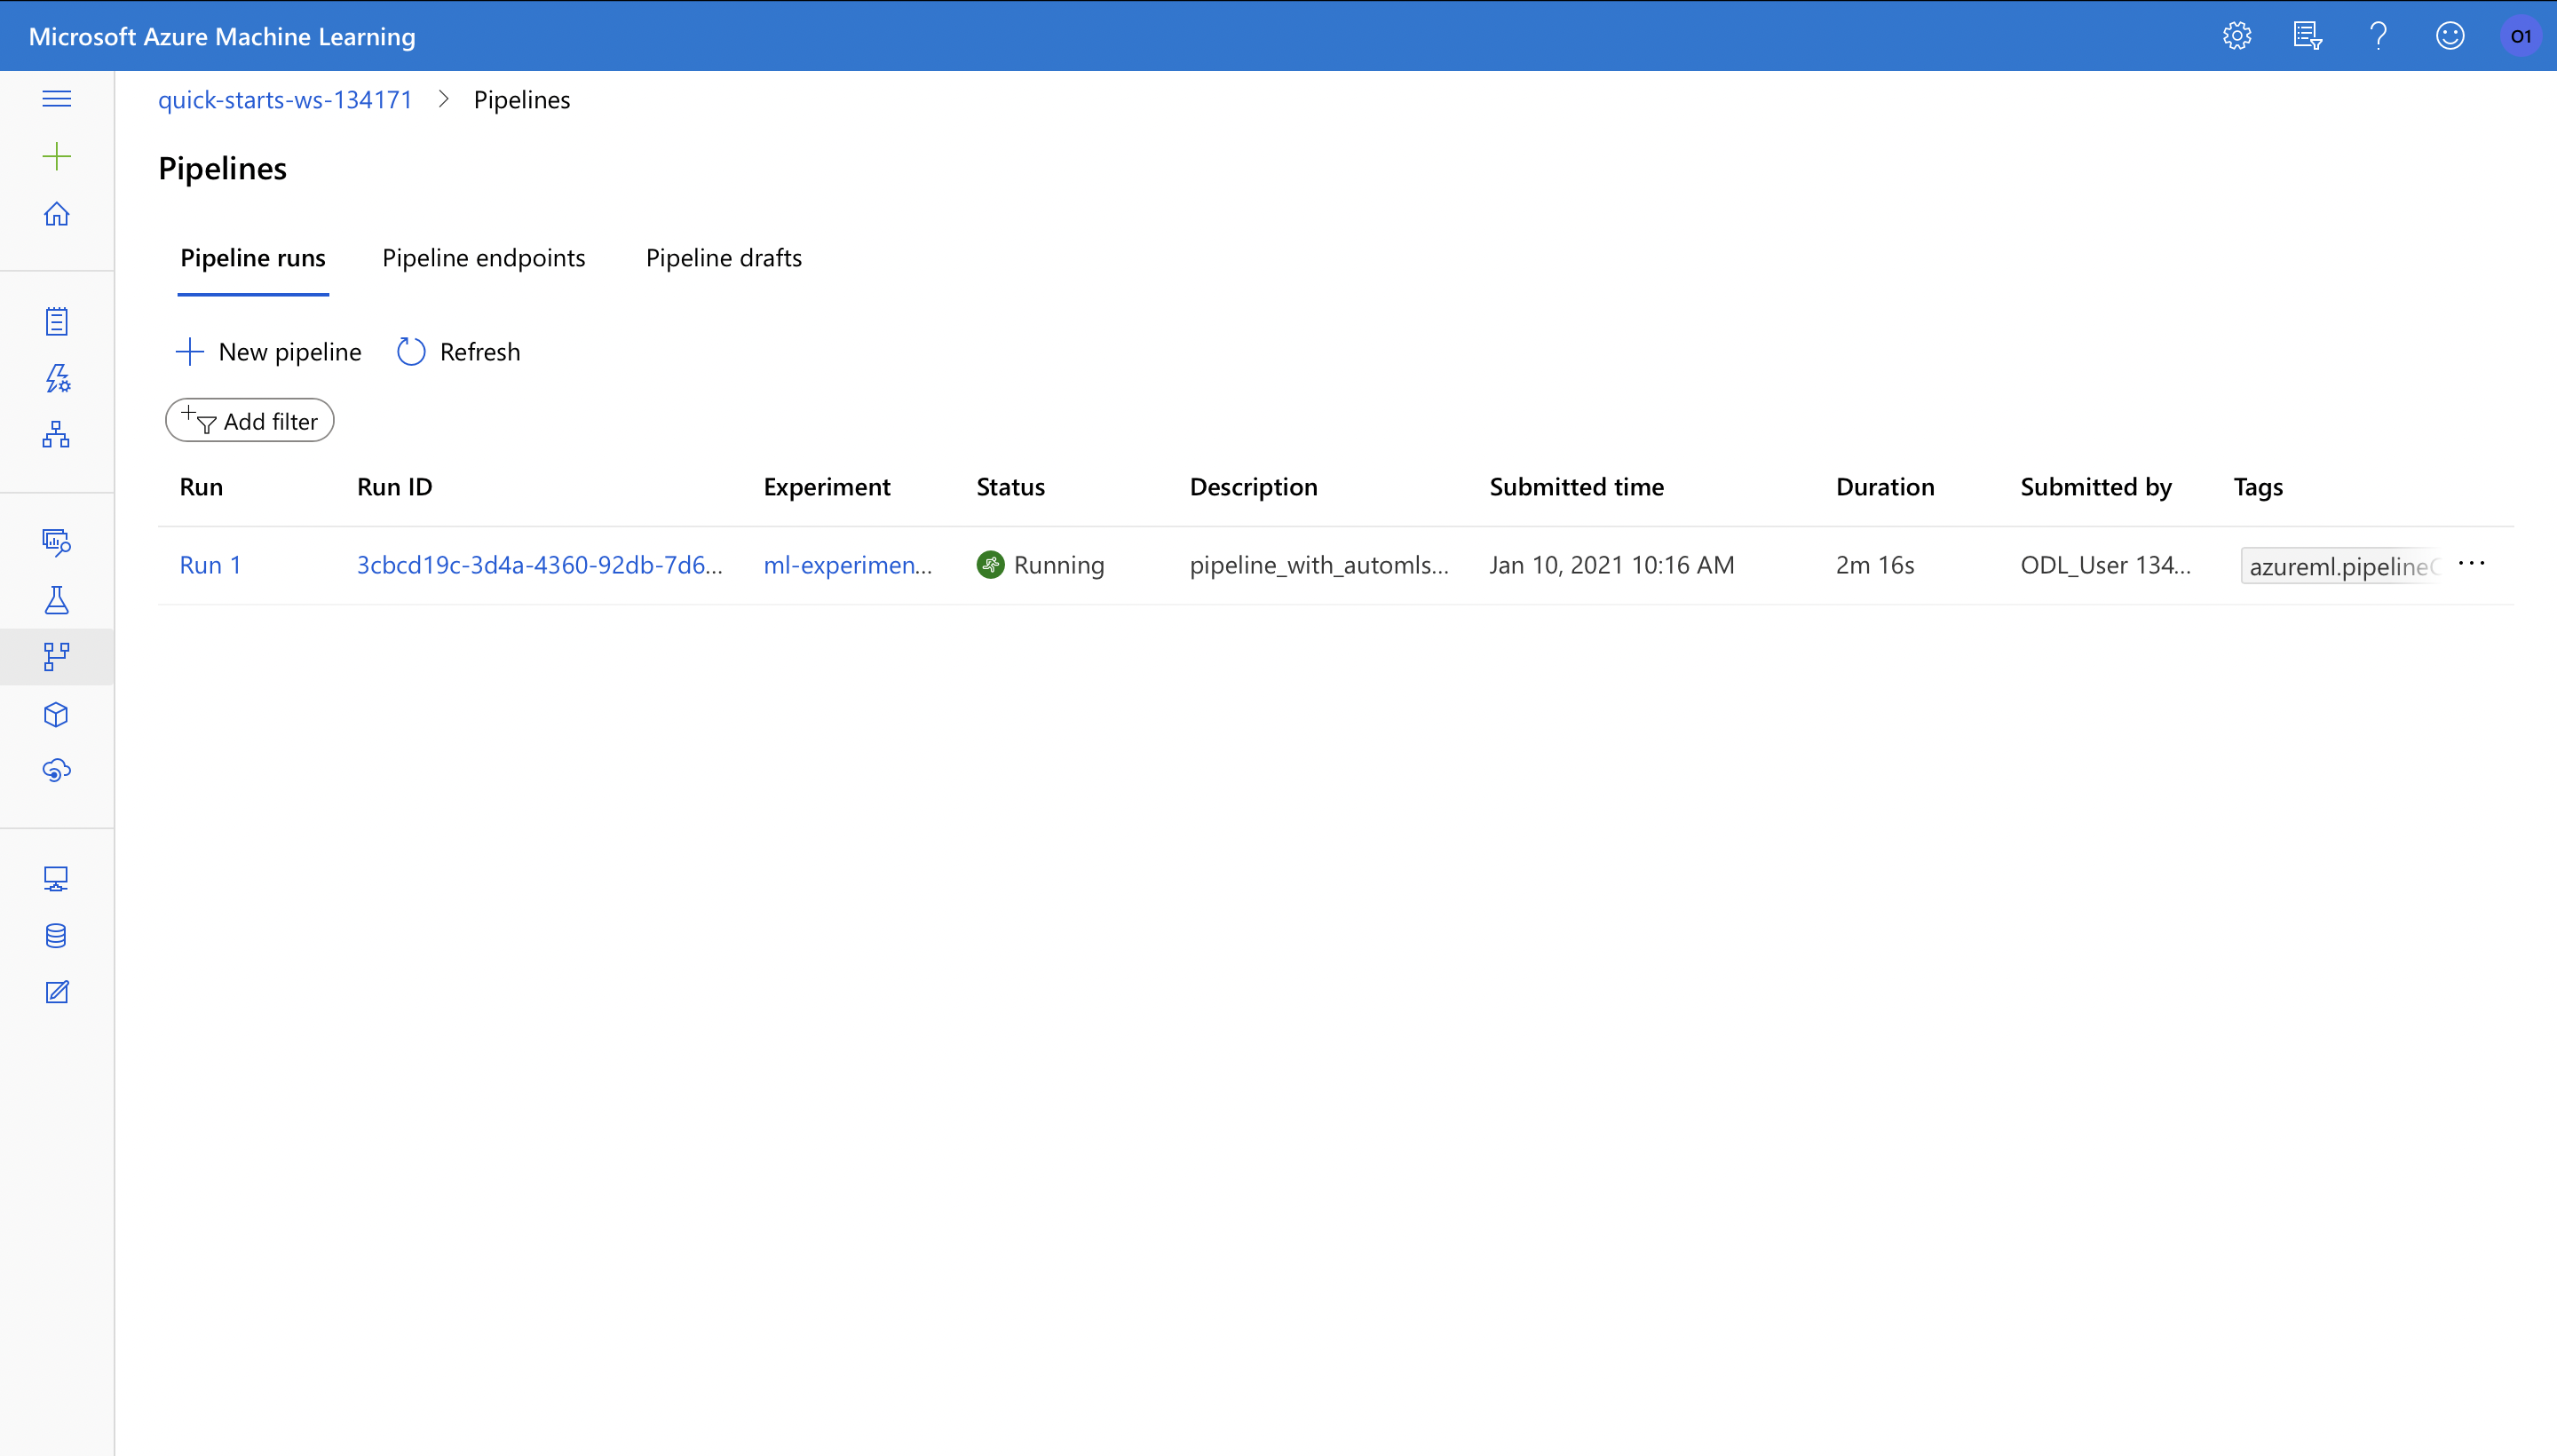 Microsoft Azure Machine Learning
O1
quick-starts-ws-134171 > Pipelines
Pipelines
Pipeline runs Pipeline endpoints Pipeline drafts
New pipeline Refresh
Add filter
Run Run ID Experiment Status Description Submitted time Duration Submitted by Tags
Run 1 3cbcd19c-3d4a-4360-92db-7d6... ml-experimen... Running pipeline_with_automls... Jan 10, 2021 10:16 AM 2m 16s ODL_User 134... azureml.pipelineC ...